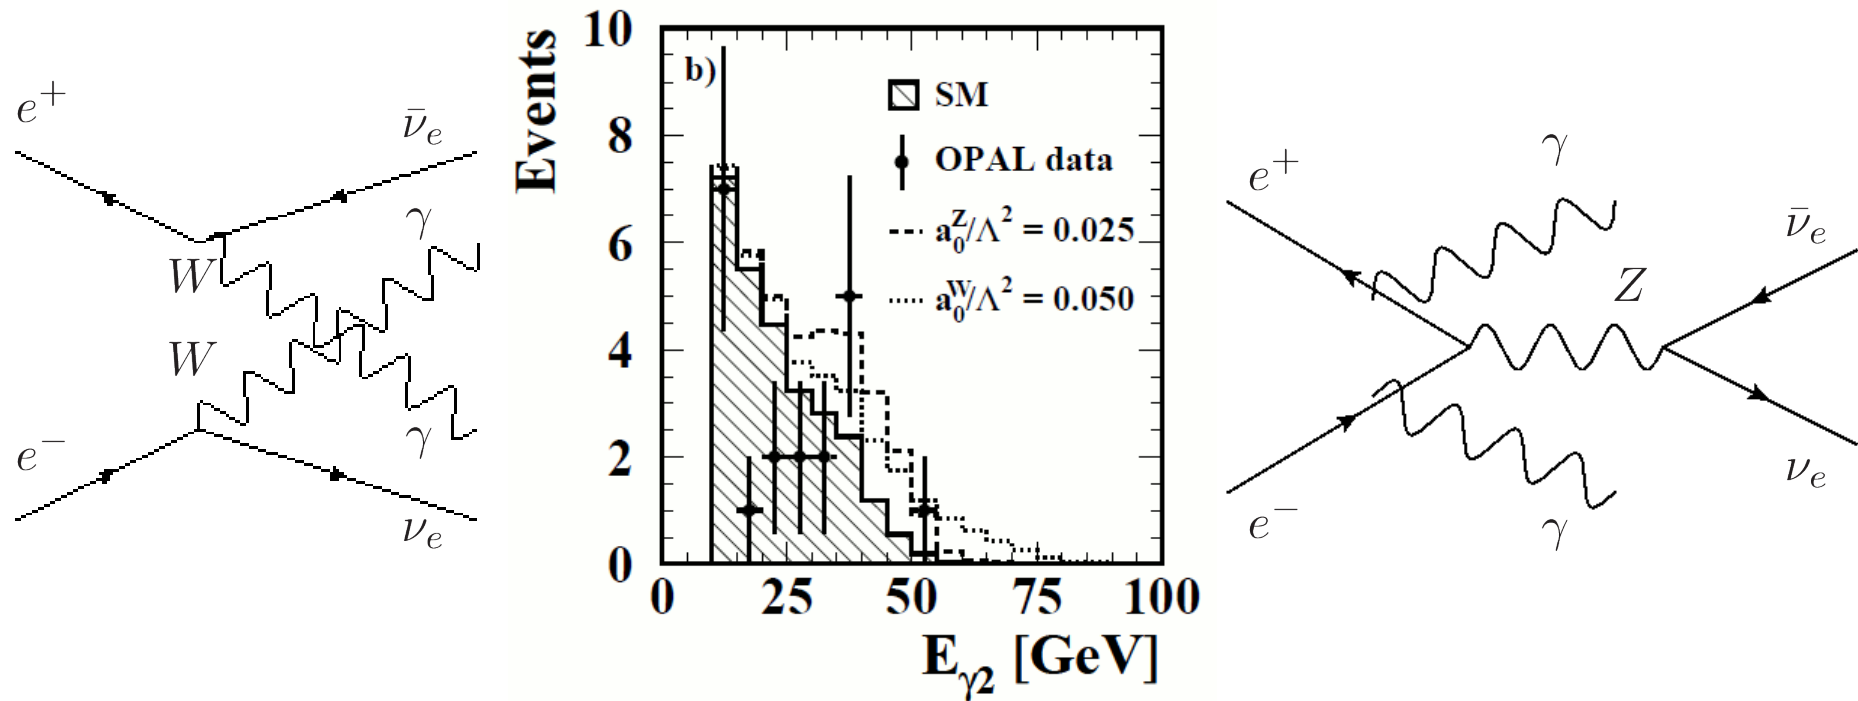 e⁺
ν̄ₑ
γ
W
W
γ
e⁻
νₑ
Events
10
8
6
4
2
0
b)
SM
OPAL data
a₀ᶻ/Λ² = 0.025
a₀ᵂ/Λ² = 0.050
0 25 50 75 100
E_γ2 [GeV]
γ
e⁺
ν̄ₑ
Z
e⁻
νₑ
γ